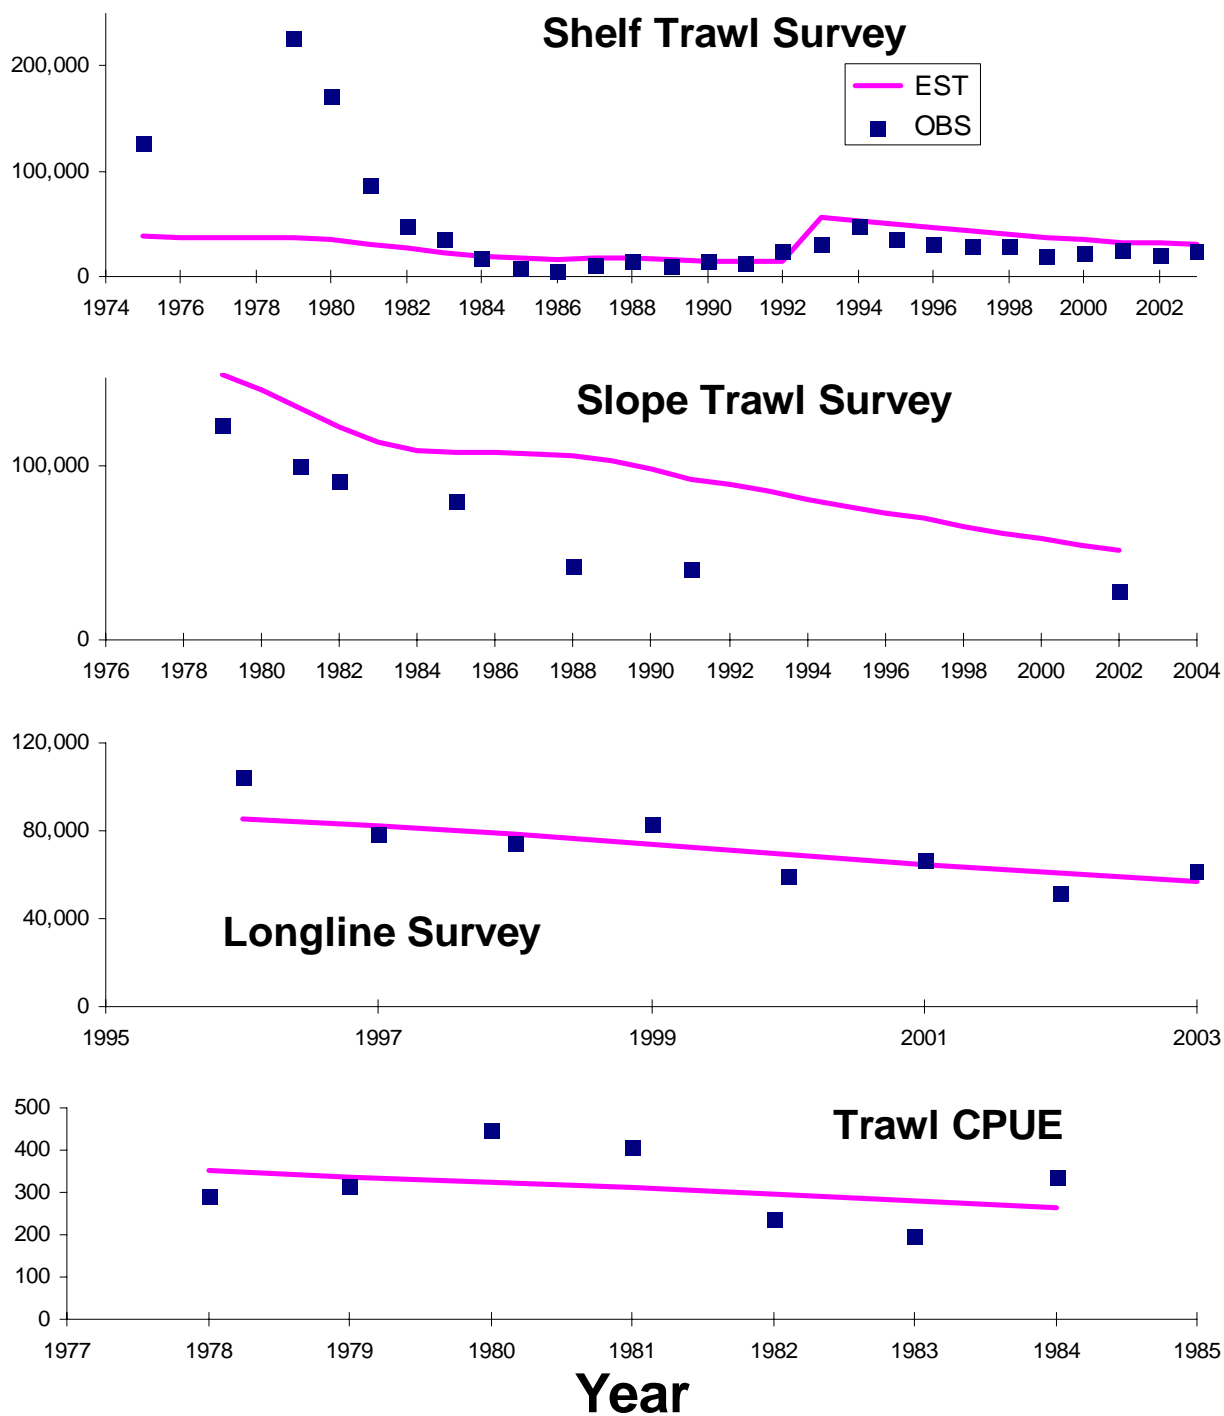 Shelf Trawl Survey
EST
OBS
200,000
100,000
0
1974 1976 1978 1980 1982 1984 1986 1988 1990 1992 1994 1996 1998 2000 2002
Slope Trawl Survey
100,000
0
1976 1978 1980 1982 1984 1986 1988 1990 1992 1994 1996 1998 2000 2002 2004
120,000
80,000
40,000
Longline Survey
0
1995 1997 1999 2001 2003
Trawl CPUE
500
400
300
200
100
0
1977 1978 1979 1980 1981 1982 1983 1984 1985
Year